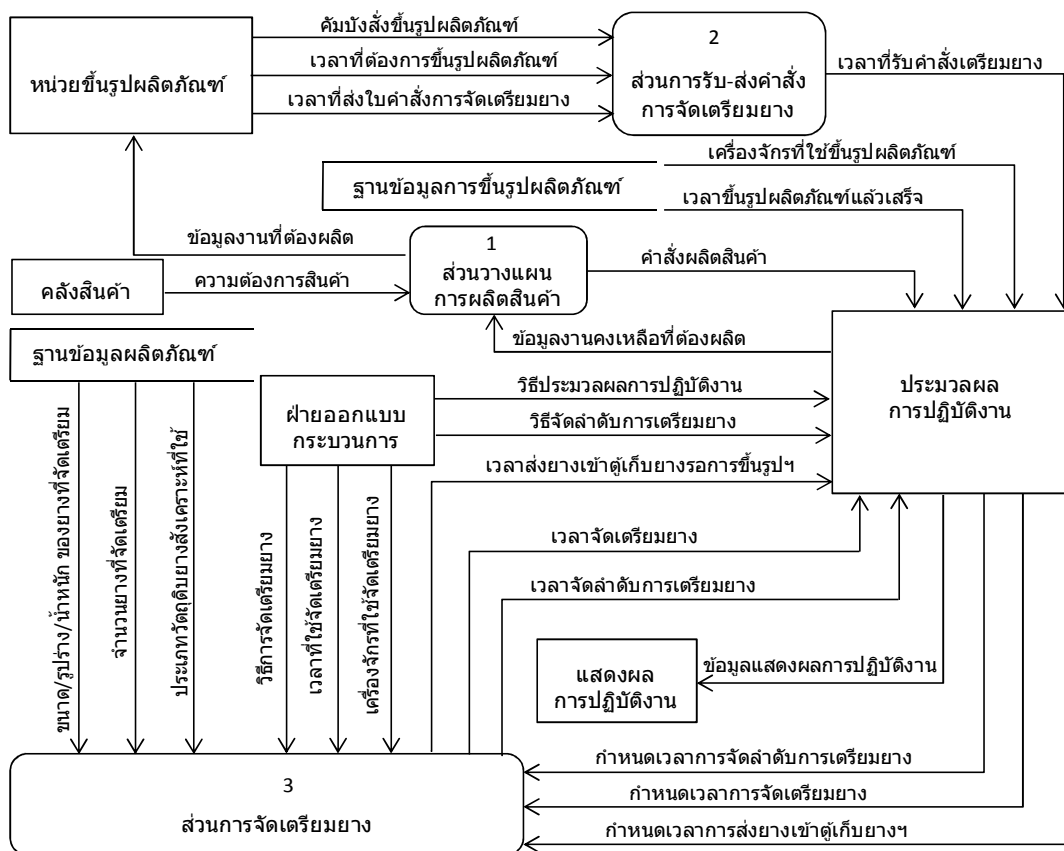 คัมบังสั่งขึ้นรูปผลิตภัณฑ์
2
หน่วยขึ้นรูปผลิตภัณฑ์
เวลาที่ต้องการขึ้นรูปผลิตภัณฑ์
ส่วนการรับ-ส่งคำสั่ง
การจัดเตรียมยาง
เวลาที่รับคำสั่งเตรียมยาง
เวลาที่ส่งใบคำสั่งการจัดเตรียมยาง
เครื่องจักรที่ใช้ขึ้นรูปผลิตภัณฑ์
ฐานข้อมูลการขึ้นรูปผลิตภัณฑ์
เวลาขึ้นรูปผลิตภัณฑ์แล้วเสร็จ
ข้อมูลงานที่ต้องผลิต
1
ส่วนวางแผน
การผลิตสินค้า
คำสั่งผลิตสินค้า
คลังสินค้า
ความต้องการสินค้า
ข้อมูลงานคงเหลือที่ต้องผลิต
ฐานข้อมูลผลิตภัณฑ์
ประมวลผล
การปฏิบัติงาน
ฝ่ายออกแบบ
กระบวนการ
วิธีประมวลผลการปฏิบัติงาน
วิธีจัดลำดับการเตรียมยาง
เวลาส่งยางเข้าตู้เก็บยางรอการขึ้นรูปฯ
ขนาด/รูปร่าง/น้ำหนัก ของยางที่จัดเตรียม
จำนวนยางที่จัดเตรียม
ประเภทวัตถุดิบยางสังเคราะห์ที่ใช้
วิธีการจัดเตรียมยาง
เวลาที่ใช้จัดเตรียมยาง
เครื่องจักรที่ใช้จัดเตรียมยาง
เวลาจัดเตรียมยาง
เวลาจัดลำดับการเตรียมยาง
แสดงผล
การปฏิบัติงาน
ข้อมูลแสดงผลการปฏิบัติงาน
กำหนดเวลาการจัดลำดับการเตรียมยาง
3
ส่วนการจัดเตรียมยาง
กำหนดเวลาการจัดเตรียมยาง
กำหนดเวลาการส่งยางเข้าตู้เก็บยางฯ